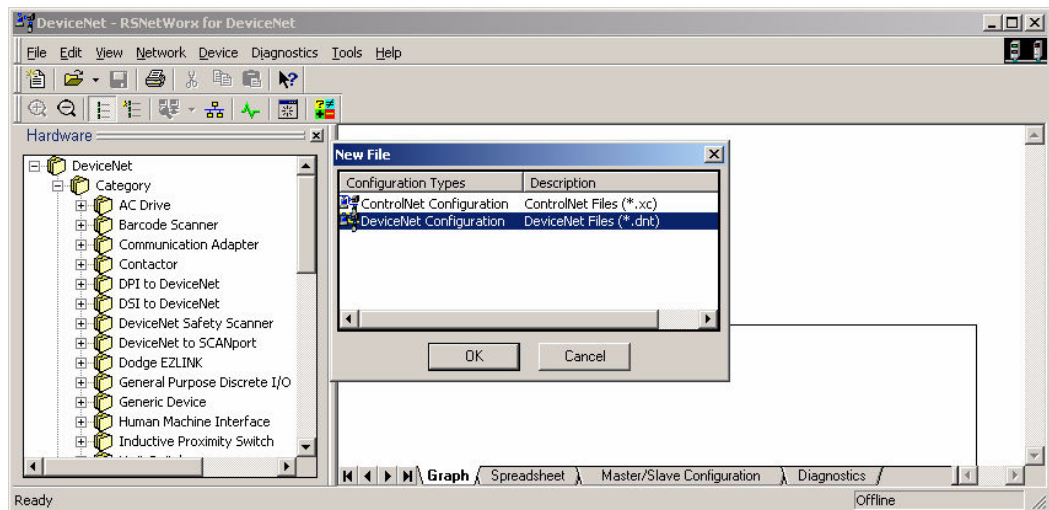 DeviceNet - RSNetWorx for DeviceNet
File Edit View Network Device Diagnostics Tools Help
Hardware
DeviceNet
Category
AC Drive
Barcode Scanner
Communication Adapter
Contactor
DPI to DeviceNet
DSI to DeviceNet
DeviceNet Safety Scanner
DeviceNet to SCANport
Dodge EZLINK
General Purpose Discrete I/O
Generic Device
Human Machine Interface
Inductive Proximity Switch
New File
Configuration Types Description
ControlNet Configuration ControlNet Files (*.xc)
DeviceNet Configuration DeviceNet Files (*.dnt)
OK Cancel
Graph Spreadsheet Master/Slave Configuration Diagnostics
Ready Offline